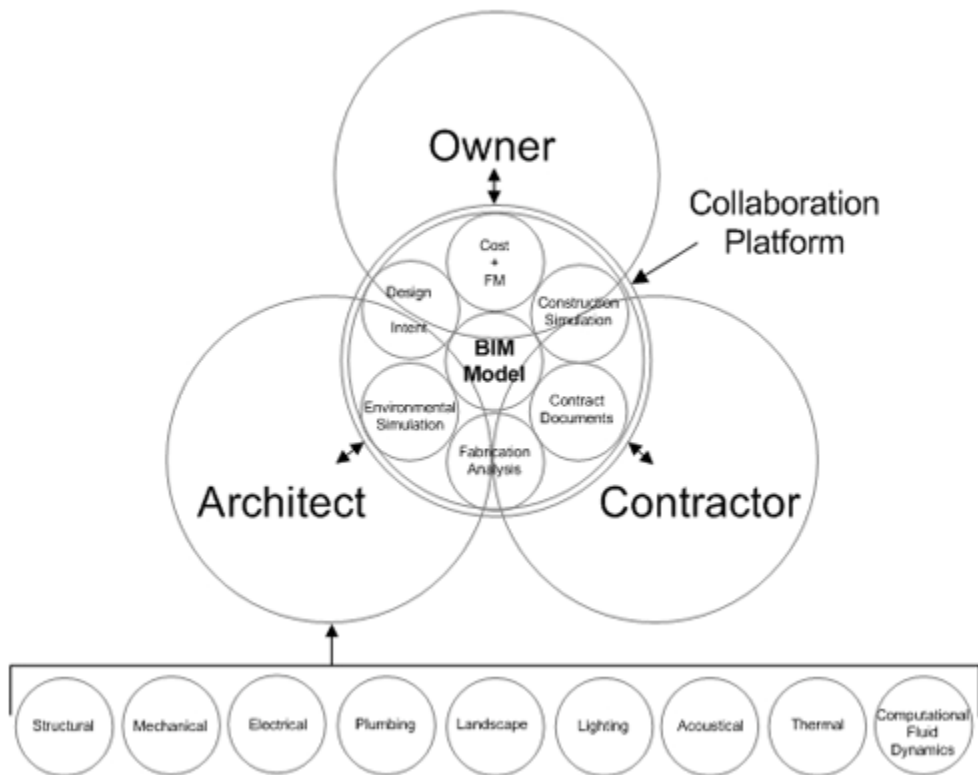 Owner
Collaboration
Platform
Cost
+
FM
Design
Intent
Construction
Simulation
BIM
Model
Environmental
Simulation
Contract
Documents
Fabrication
Analysis
Architect
Contractor
Structural
Mechanical
Electrical
Plumbing
Landscape
Lighting
Acoustical
Thermal
Computational
Fluid
Dynamics